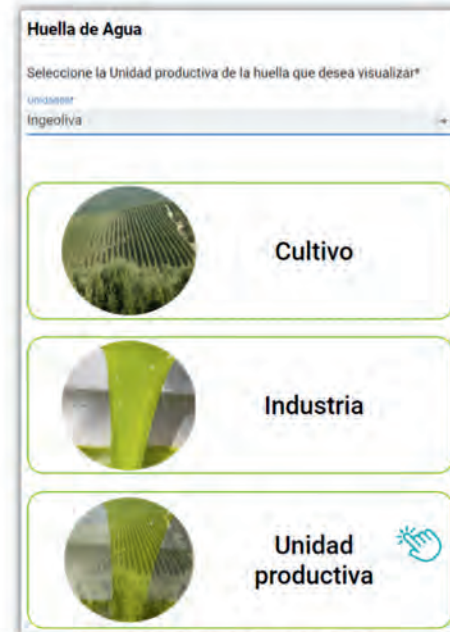 Huella de Agua
Seleccione la Unidad productiva de la huella que desea visualizar*
Ingeoliva
Cultivo
Industria
Unidad
productiva